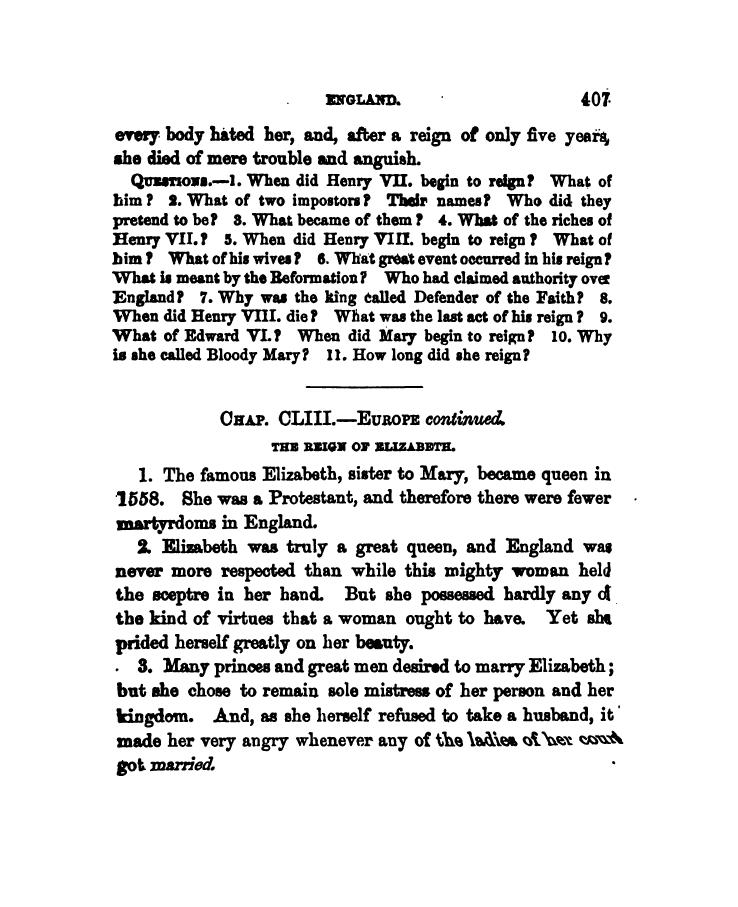 ENGLAND. 407
every body hated her, and, after a reign of only five years,
she died of mere trouble and anguish.
QUESTIONS.—1. When did Henry VII. begin to reign? What of
him? 2. What of two impostors? Their names? Who did they
pretend to be? 3. What became of them? 4. What of the riches of
Henry VII.? 5. When did Henry VIII. begin to reign? What of
him? What of his wives? 6. What great event occurred in his reign?
What is meant by the Reformation? Who had claimed authority over
England? 7. Why was the king called Defender of the Faith? 8.
When did Henry VIII. die? What was the last act of his reign? 9.
What of Edward VI.? When did Mary begin to reign? 10. Why
is she called Bloody Mary? 11. How long did she reign?
CHAP. CLIII.—EUROPE continued.
THE REIGN OF ELIZABETH.
1. The famous Elizabeth, sister to Mary, became queen in
1558. She was a Protestant, and therefore there were fewer
martyrdoms in England.
2. Elizabeth was truly a great queen, and England was
never more respected than while this mighty woman held
the sceptre in her hand. But she possessed hardly any of
the kind of virtues that a woman ought to have. Yet she
prided herself greatly on her beauty.
3. Many princes and great men desired to marry Elizabeth;
but she chose to remain sole mistress of her person and her
kingdom. And, as she herself refused to take a husband, it
made her very angry whenever any of the ladies of her court
got married.